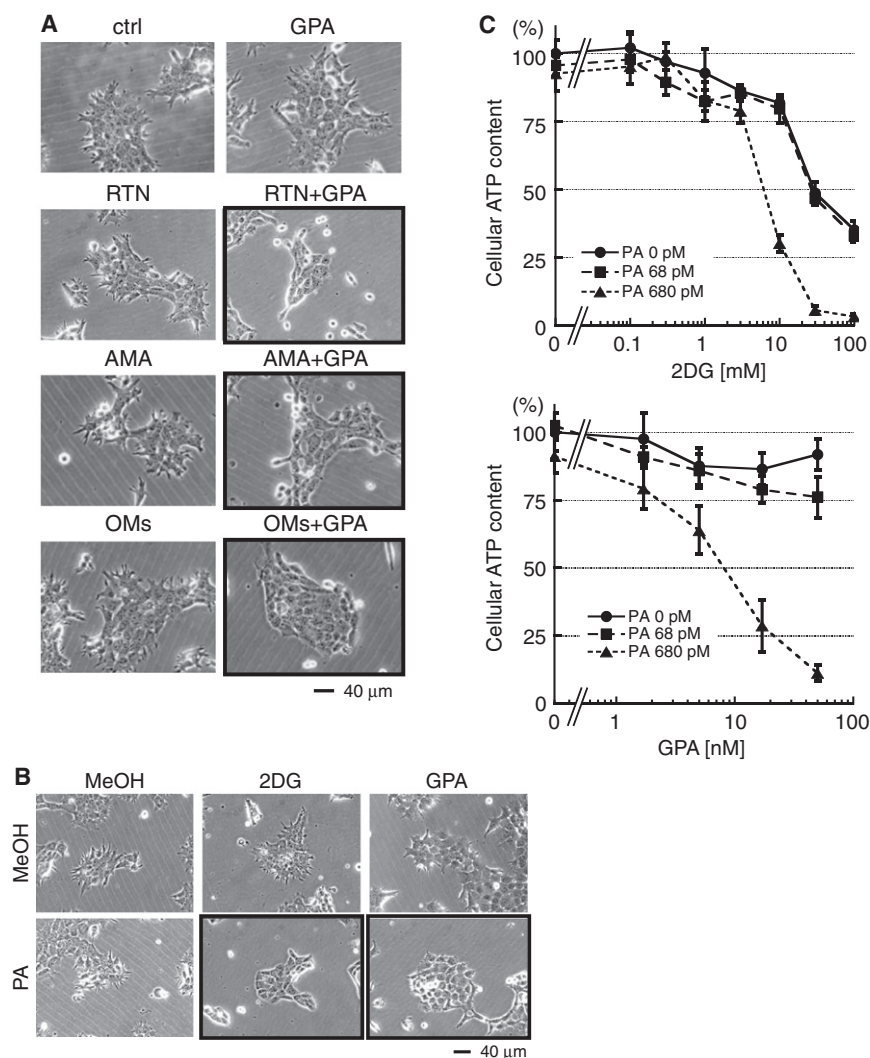 A
ctrl
GPA
RTN
RTN+GPA
AMA
AMA+GPA
OMs
OMs+GPA
40 μm
B
MeOH
2DG
GPA
MeOH
PA
40 μm
C
(%)
100
75
50
25
0
Cellular ATP content
PA 0 pM
PA 68 pM
PA 680 pM
0
0.1
1
10
100
2DG [mM]
(%)
100
75
50
25
0
Cellular ATP content
PA 0 pM
PA 68 pM
PA 680 pM
0
1
10
100
GPA [nM]